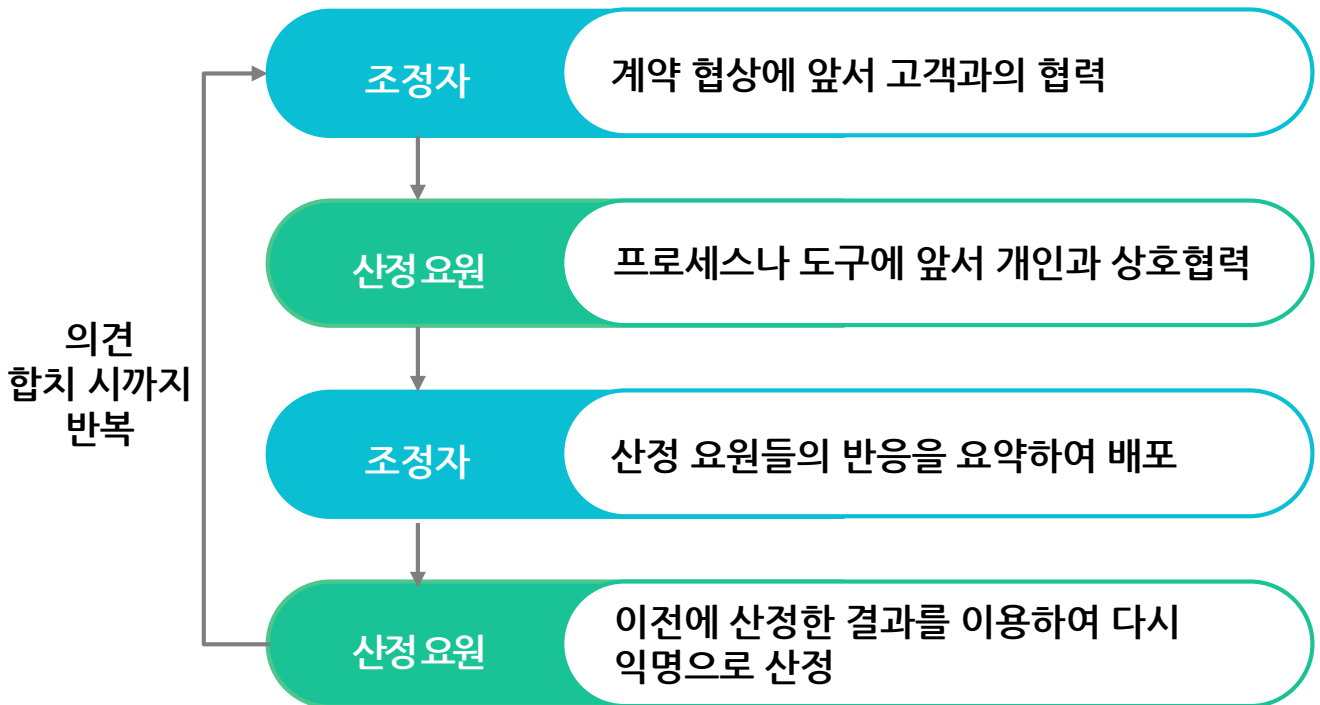 조정자
계약 협상에 앞서 고객과의 협력
산정 요원
프로세스나 도구에 앞서 개인과 상호협력
의견
합치 시까지
반복
조정자
산정 요원들의 반응을 요약하여 배포
산정 요원
이전에 산정한 결과를 이용하여 다시
익명으로 산정